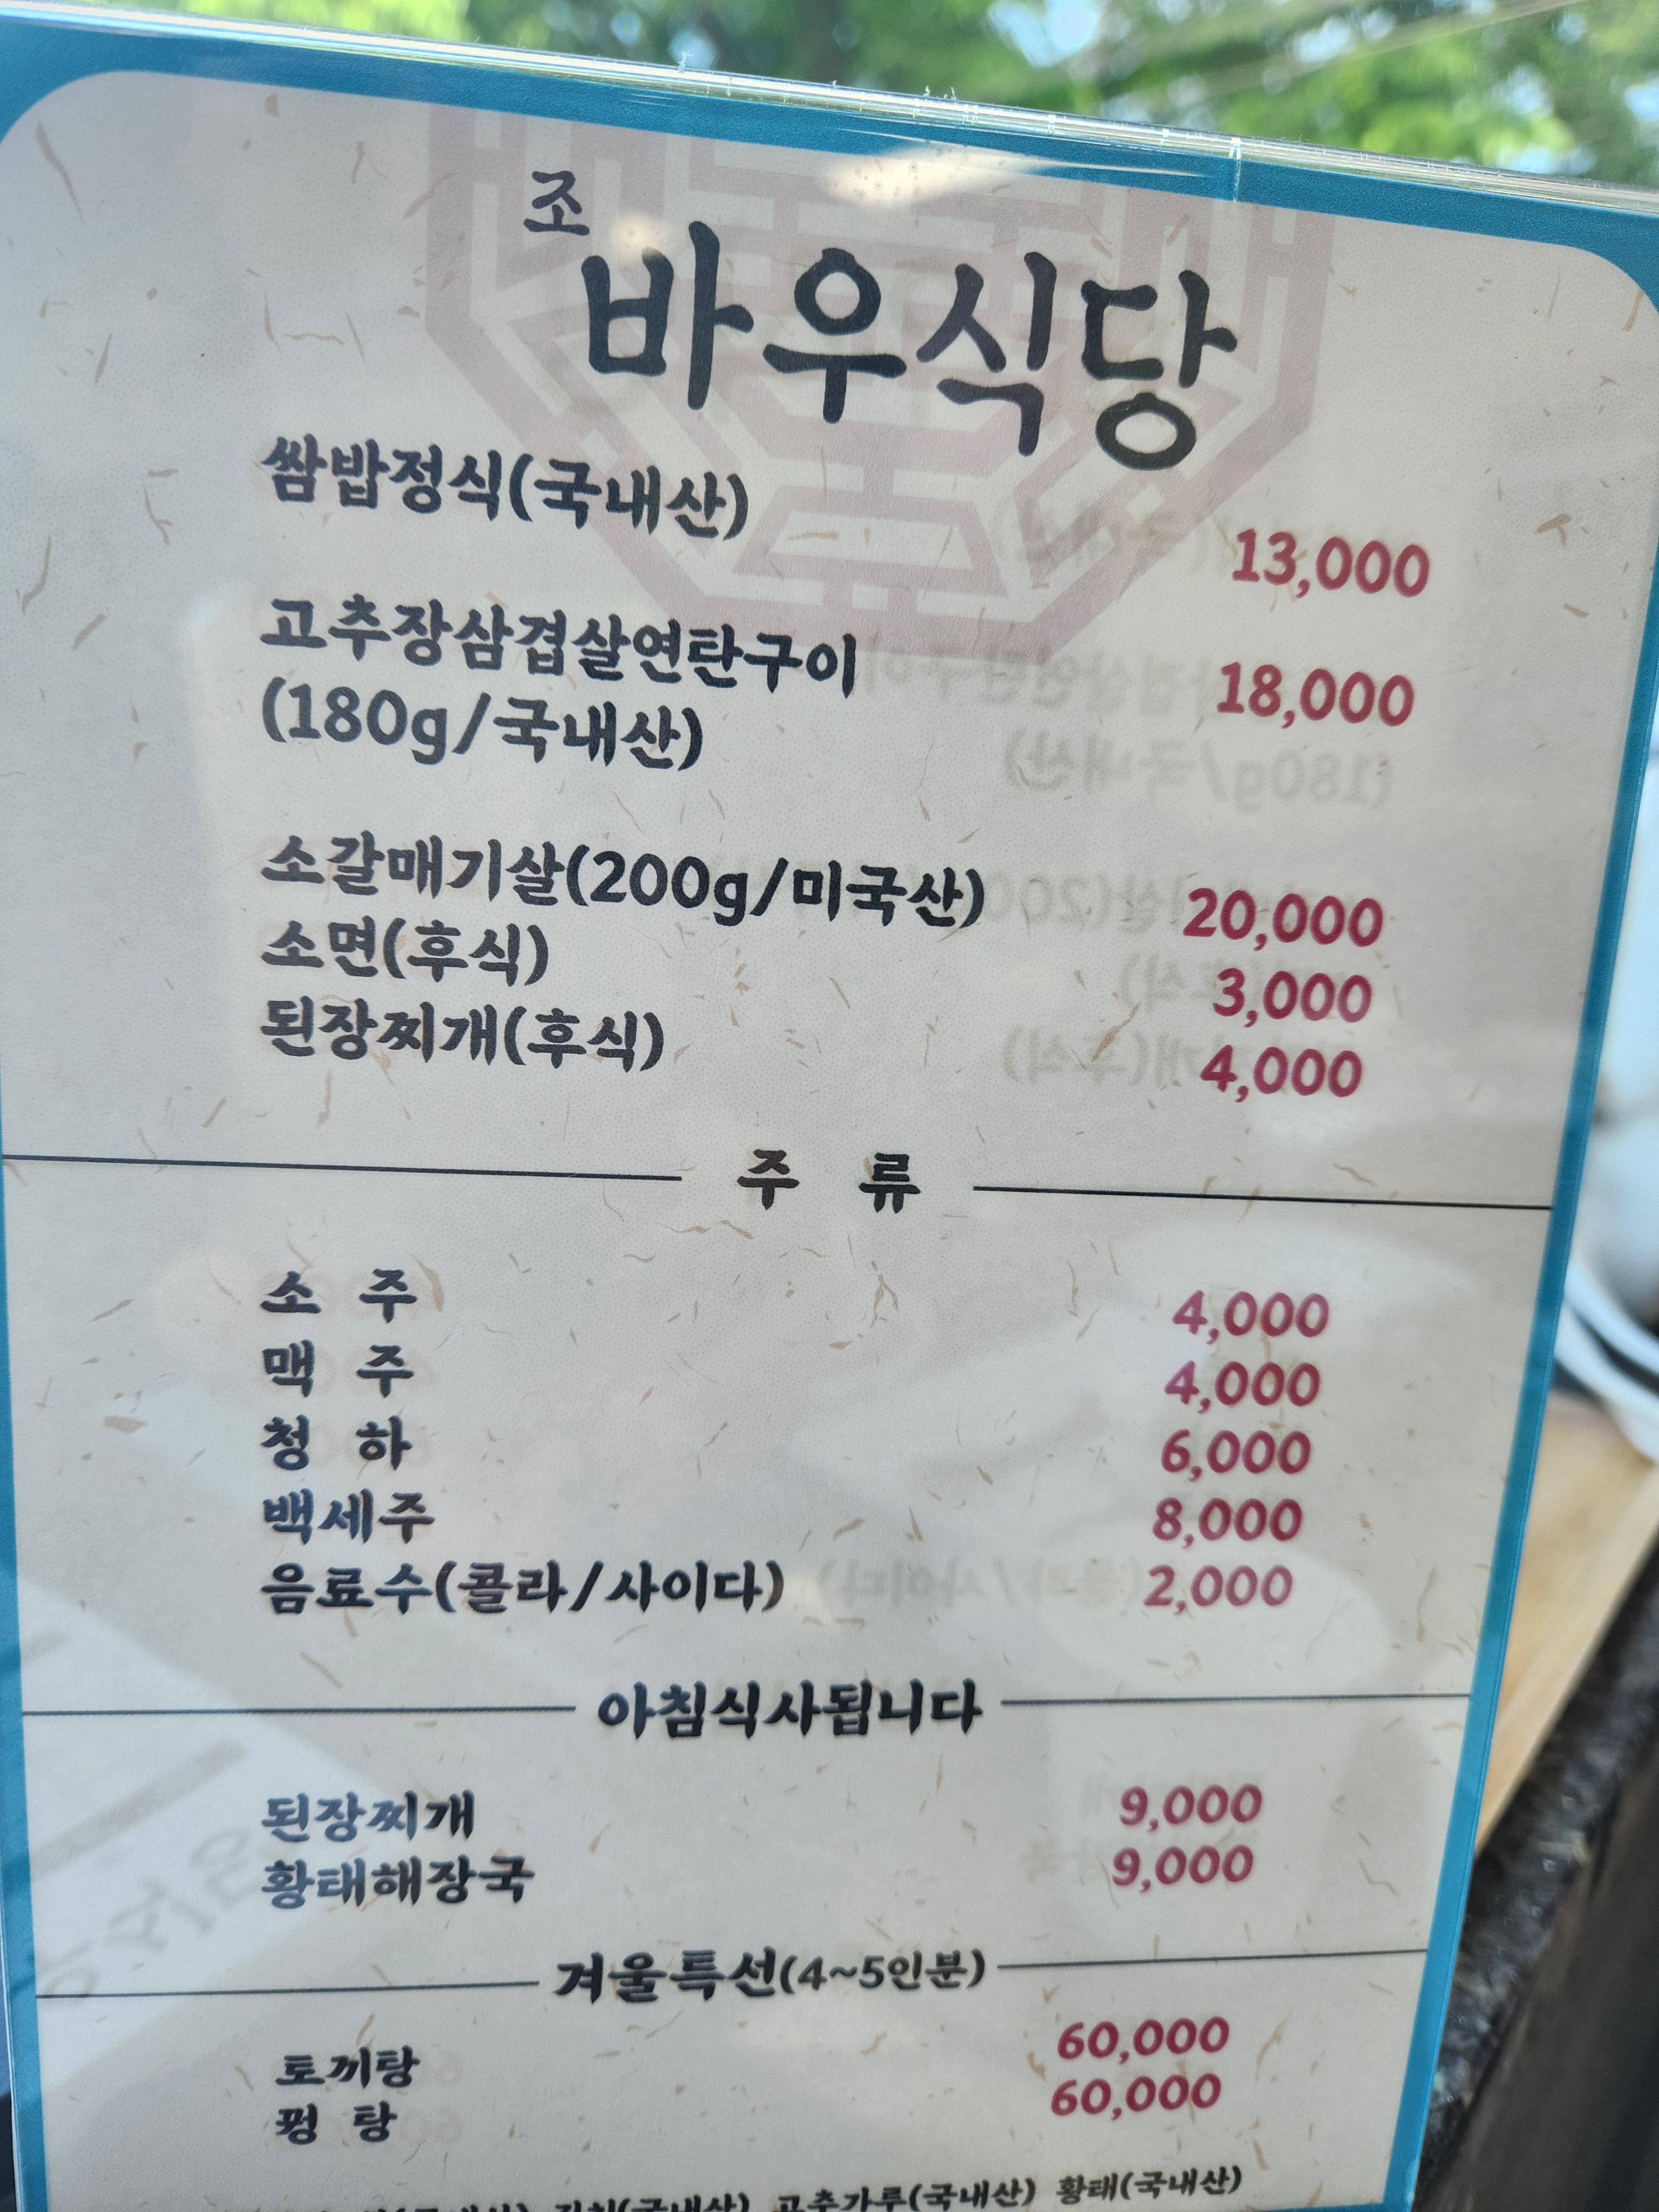 조
바우식당
쌈밥정식(국내산) 13,000
고추장삼겹살연탄구이 18,000
(180g/국내산)
소갈매기살(200g/미국산) 20,000
소면(후식) 3,000
된장찌개(후식) 4,000
주 류
소 주 4,000
맥 주 4,000
청 하 6,000
백세주 8,000
음료수(콜라/사이다) 2,000
아침식사됩니다
된장찌개 9,000
황태해장국 9,000
겨울특선(4~5인분)
토끼탕 60,000
꿩 탕 60,000
김치(국내산) 고추가루(국내산) 황태(국내산)